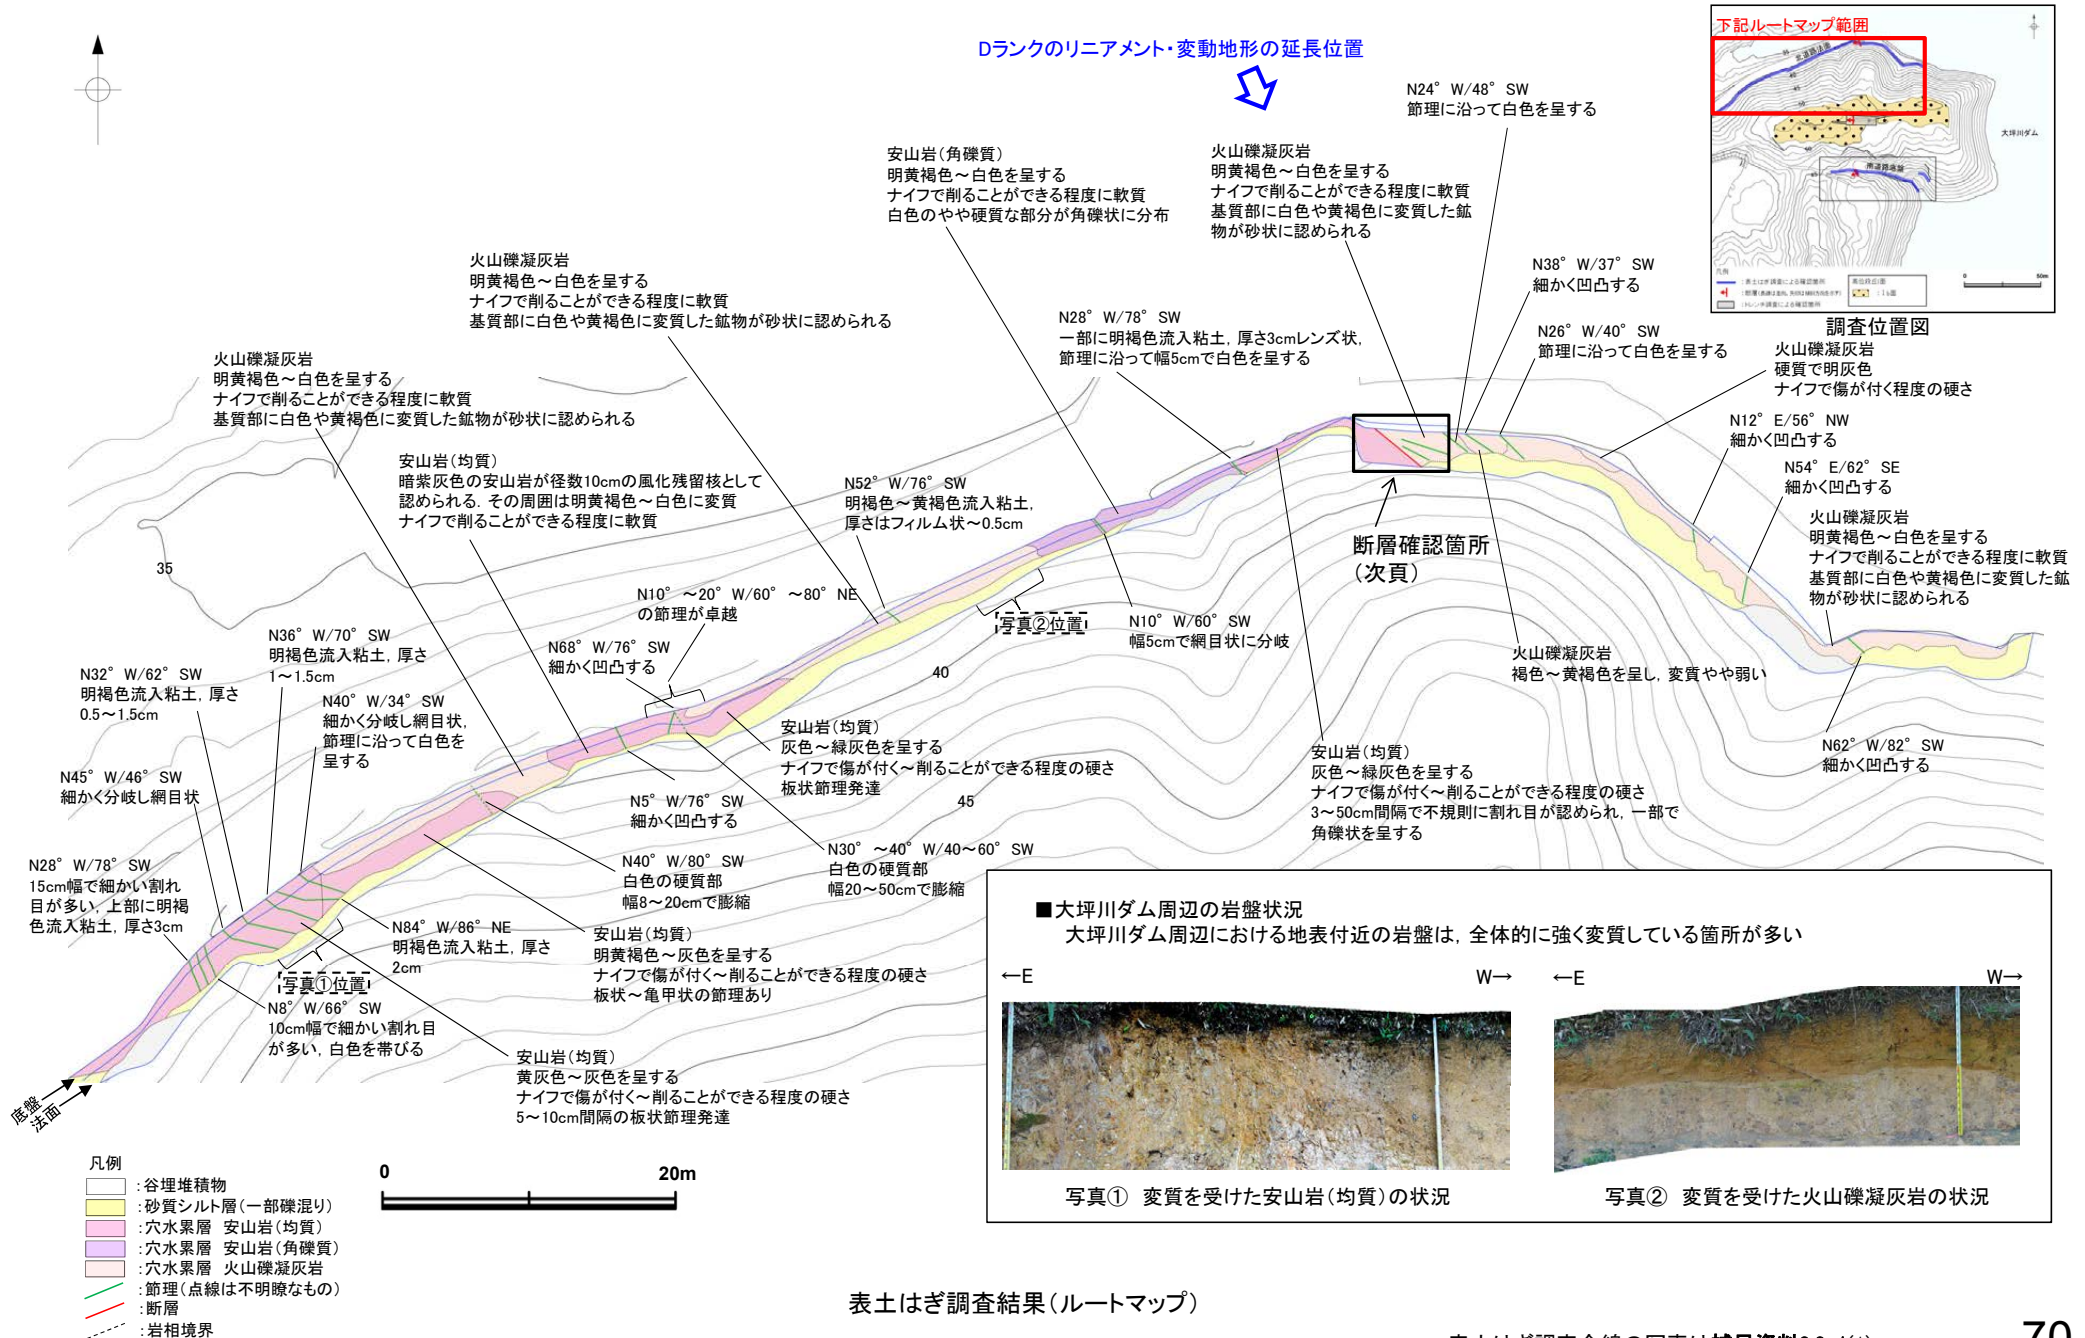 Dランクのリニアメント・変動地形の延長位置
下記ルートマップ範囲
北道路法面
大坪川ダム
南道路底盤
凡例
:表土はぎ調査による確認箇所
:トレンチ調査による確認箇所
高位段丘面
0 50m
調査位置図
N24°W/48°SW
節理に沿って白色を呈する
安山岩(角礫質)
明黄褐色～白色を呈する
ナイフで削ることができる程度に軟質
白色のやや硬質な部分が角礫状に分布
火山礫凝灰岩
明黄褐色～白色を呈する
ナイフで削ることができる程度に軟質
基質部に白色や黄褐色に変質した鉱
物が砂状に認められる
火山礫凝灰岩
明黄褐色～白色を呈する
ナイフで削ることができる程度に軟質
基質部に白色や黄褐色に変質した鉱物が砂状に認められる
N38°W/37°SW
細かく凹凸する
N28°W/78°SW
一部に明褐色流入粘土, 厚さ3cmレンズ状,
節理に沿って幅5cmで白色を呈する
N26°W/40°SW
節理に沿って白色を呈する
火山礫凝灰岩
硬質で明灰色
ナイフで傷が付く程度の硬さ
火山礫凝灰岩
明黄褐色～白色を呈する
ナイフで削ることができる程度に軟質
基質部に白色や黄褐色に変質した鉱物が砂状に認められる
N12°E/56°NW
細かく凹凸する
安山岩(均質)
暗紫灰色の安山岩が径数10cmの風化残留核として
認められる. その周囲は明黄褐色～白色に変質
ナイフで削ることができる程度に軟質
N52°W/76°SW
明褐色～黄褐色流入粘土,
厚さはフィルム状～0.5cm
N54°E/62°SE
細かく凹凸する
火山礫凝灰岩
明黄褐色～白色を呈する
ナイフで削ることができる程度に軟質
基質部に白色や黄褐色に変質した鉱
物が砂状に認められる
断層確認箇所
(次頁)
35
N10°～20°W/60°～80°NE
の節理が卓越
写真②位置
N10°W/60°SW
幅5cmで網目状に分岐
N36°W/70°SW
明褐色流入粘土, 厚さ
1～1.5cm
N68°W/76°SW
細かく凹凸する
40
火山礫凝灰岩
褐色～黄褐色を呈し, 変質やや弱い
N32°W/62°SW
明褐色流入粘土, 厚さ
0.5～1.5cm
N40°W/34°SW
細かく分岐し網目状,
節理に沿って白色を
呈する
安山岩(均質)
灰色～緑灰色を呈する
ナイフで傷が付く～削ることができる程度の硬さ
板状節理発達
安山岩(均質)
灰色～緑灰色を呈する
ナイフで傷が付く～削ることができる程度の硬さ
3～50cm間隔で不規則に割れ目が認められ, 一部で
角礫状を呈する
N62°W/82°SW
細かく凹凸する
N45°W/46°SW
細かく分岐し網目状
N5°W/76°SW
細かく凹凸する
45
N40°W/80°SW
白色の硬質部
幅8～20cmで膨縮
N30°～40°W/40～60°SW
白色の硬質部
幅20～50cmで膨縮
N28°W/78°SW
15cm幅で細かい割れ
目が多い, 上部に明褐
色流入粘土, 厚さ3cm
N84°W/86°NE
明褐色流入粘土, 厚さ
2cm
安山岩(均質)
明黄褐色～灰色を呈する
ナイフで傷が付く～削ることができる程度の硬さ
板状～亀甲状の節理あり
写真①位置
N8°W/66°SW
10cm幅で細かい割れ目
が多い, 白色を帯びる
安山岩(均質)
黄灰色～灰色を呈する
ナイフで傷が付く～削ることができる程度の硬さ
5～10cm間隔の板状節理発達
底盤
法面
■大坪川ダム周辺の岩盤状況
大坪川ダム周辺における地表付近の岩盤は, 全体的に強く変質している箇所が多い
←E W→
←E W→
写真① 変質を受けた安山岩(均質)の状況
写真② 変質を受けた火山礫凝灰岩の状況
凡例
:谷埋堆積物
:砂質シルト層(一部礫混り)
:穴水累層 安山岩(均質)
:穴水累層 安山岩(角礫質)
:穴水累層 火山礫凝灰岩
:節理(点線は不明瞭なもの)
:断層
:岩相境界
0 20m
表土はぎ調査結果(ルートマップ)